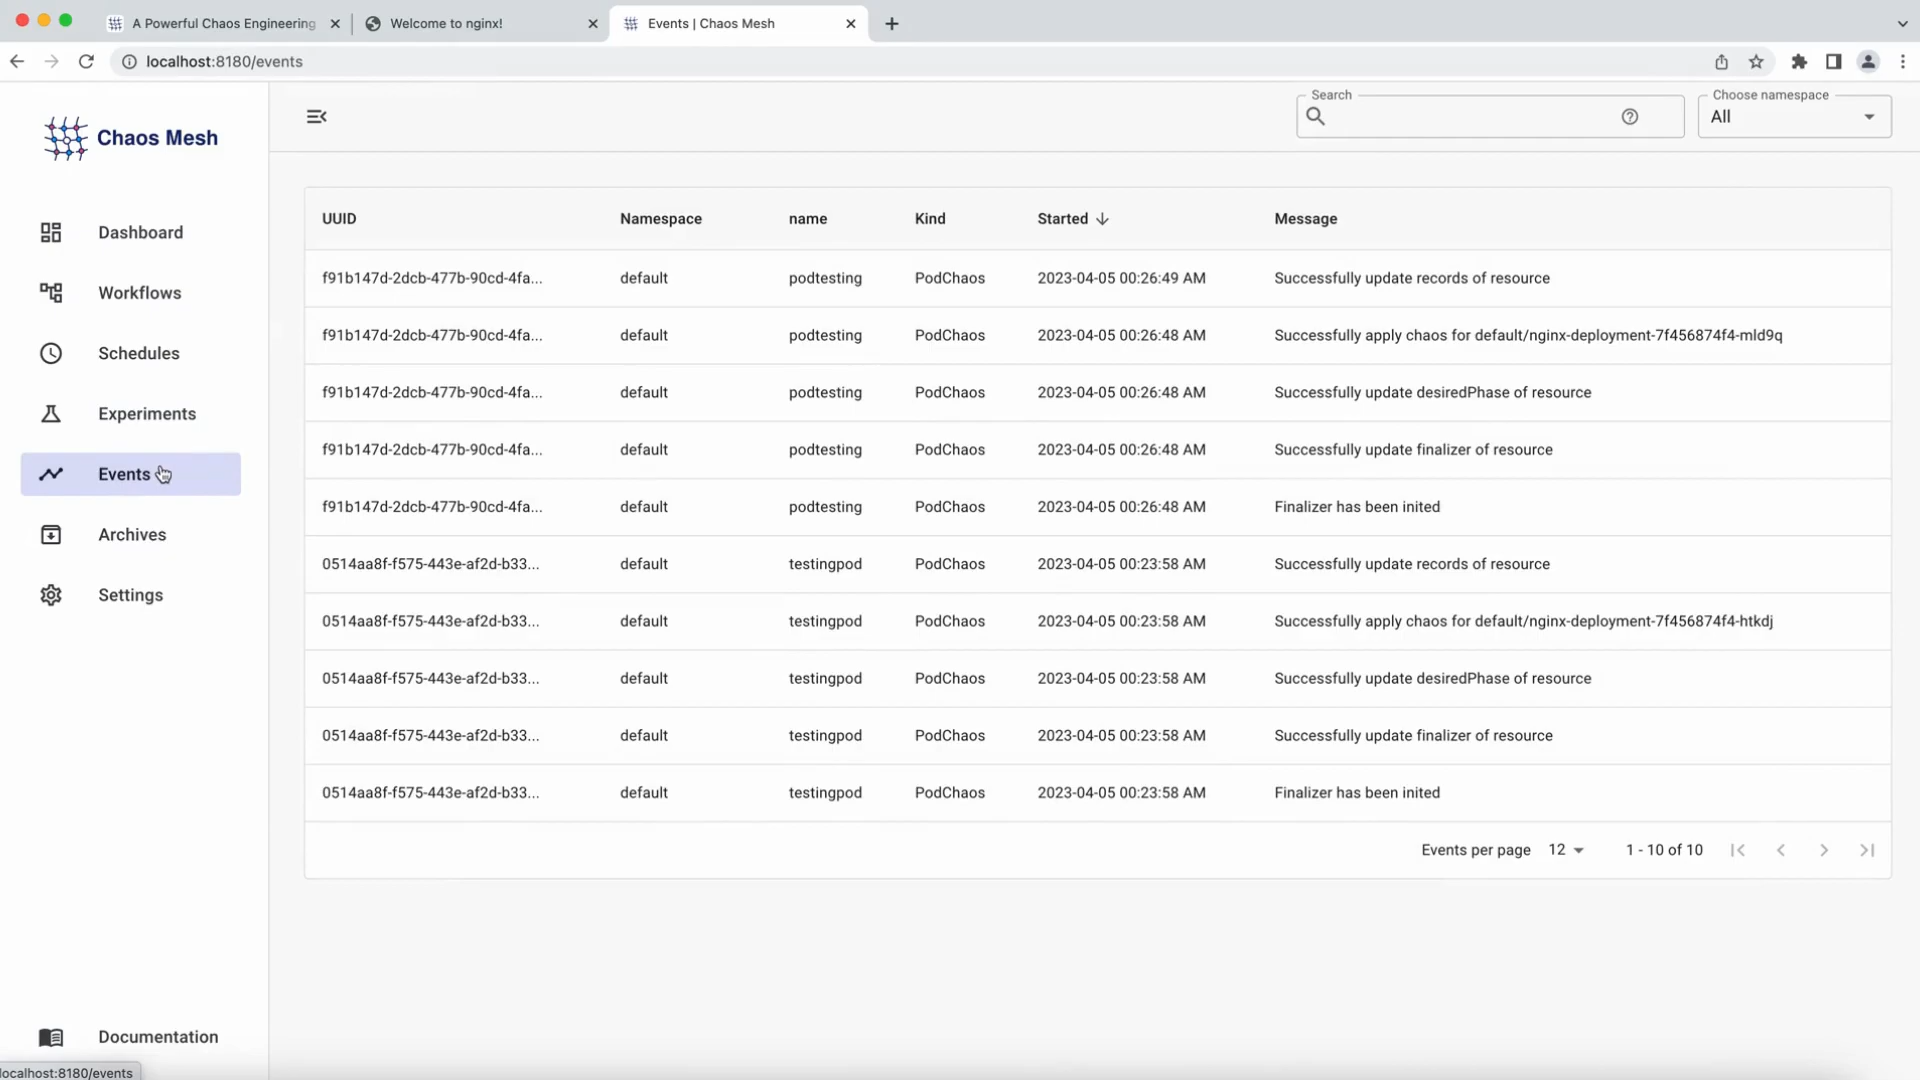 A Powerful Chaos Engineering
Welcome to nginx!
Events | Chaos Mesh
localhost:8180/events
Chaos Mesh
Search
Choose namespace
All
Dashboard
Workflows
Schedules
Experiments
Events
Archives
Settings
Documentation
UUID Namespace name Kind Started Message
f91b147d-2dcb-477b-90cd-4fa... default podtesting PodChaos 2023-04-05 00:26:49 AM Successfully update records of resource
f91b147d-2dcb-477b-90cd-4fa... default podtesting PodChaos 2023-04-05 00:26:48 AM Successfully apply chaos for default/nginx-deployment-7f456874f4-mld9q
f91b147d-2dcb-477b-90cd-4fa... default podtesting PodChaos 2023-04-05 00:26:48 AM Successfully update desiredPhase of resource
f91b147d-2dcb-477b-90cd-4fa... default podtesting PodChaos 2023-04-05 00:26:48 AM Successfully update finalizer of resource
f91b147d-2dcb-477b-90cd-4fa... default podtesting PodChaos 2023-04-05 00:26:48 AM Finalizer has been inited
0514aa8f-f575-443e-af2d-b33... default testingpod PodChaos 2023-04-05 00:23:58 AM Successfully update records of resource
0514aa8f-f575-443e-af2d-b33... default testingpod PodChaos 2023-04-05 00:23:58 AM Successfully apply chaos for default/nginx-deployment-7f456874f4-htkdj
0514aa8f-f575-443e-af2d-b33... default testingpod PodChaos 2023-04-05 00:23:58 AM Successfully update desiredPhase of resource
0514aa8f-f575-443e-af2d-b33... default testingpod PodChaos 2023-04-05 00:23:58 AM Successfully update finalizer of resource
0514aa8f-f575-443e-af2d-b33... default testingpod PodChaos 2023-04-05 00:23:58 AM Finalizer has been inited
Events per page 12 1 - 10 of 10
localhost:8180/events